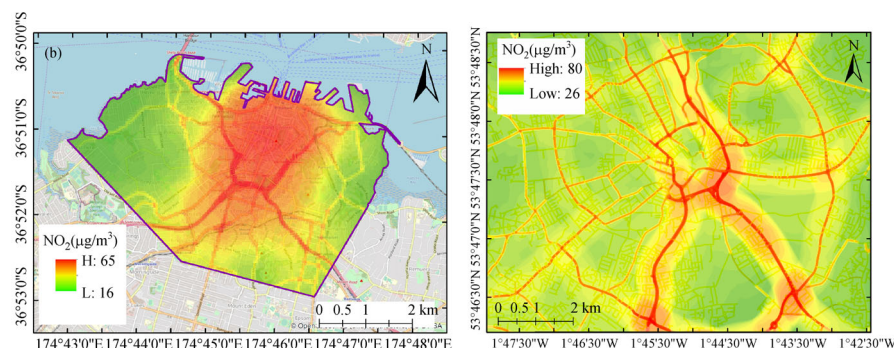 (b)
N
NO₂(μg/m³)
H: 65
L: 16
0 0.5 1 2 km
36°50'0"S
36°51'0"S
36°52'0"S
36°53'0"S
174°43'0"E 174°44'0"E 174°45'0"E 174°46'0"E 174°47'0"E 174°48'0"E
NO₂(μg/m³)
High: 80
Low: 26
N
0 0.5 1 2 km
53°48'30"N
53°48'0"N
53°47'30"N
53°47'0"N
53°46'30"N
1°47'30"W 1°46'30"W 1°45'30"W 1°44'30"W 1°43'30"W 1°42'30"W